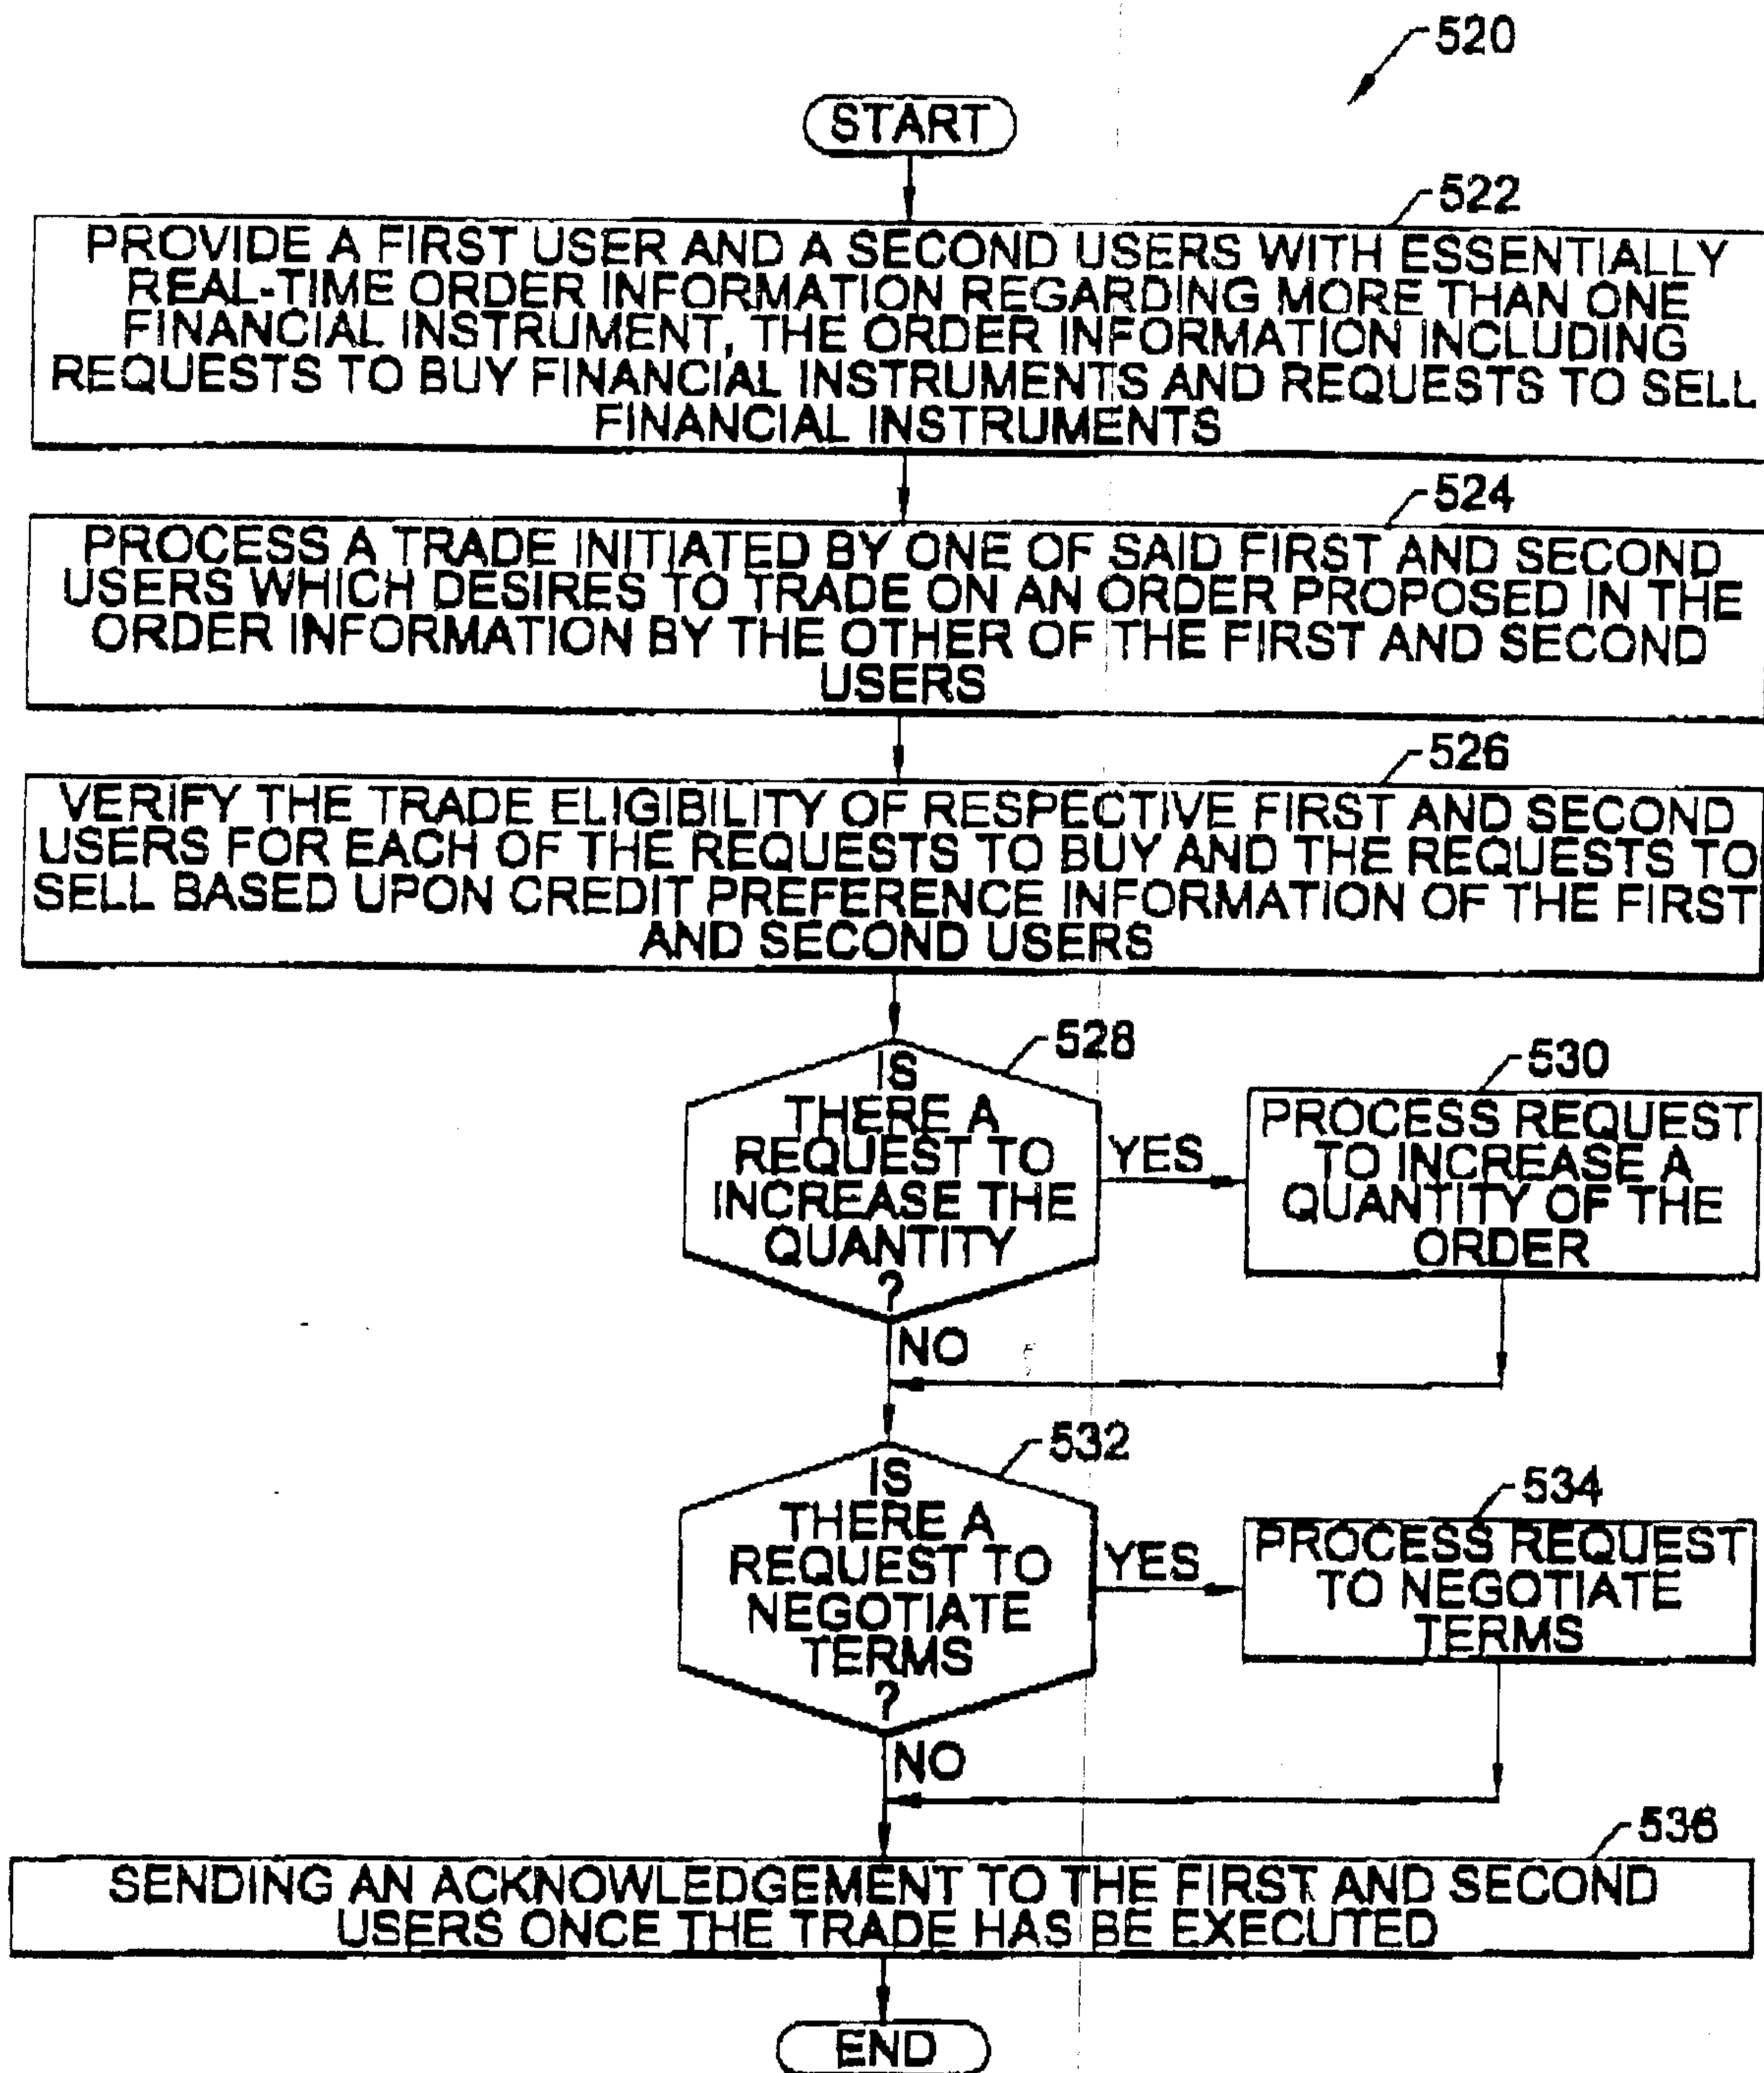 520
START
522
PROVIDE A FIRST USER AND A SECOND USERS WITH ESSENTIALLY
REAL-TIME ORDER INFORMATION REGARDING MORE THAN ONE
FINANCIAL INSTRUMENT, THE ORDER INFORMATION INCLUDING
REQUESTS TO BUY FINANCIAL INSTRUMENTS AND REQUESTS TO SELL
FINANCIAL INSTRUMENTS
524
PROCESS A TRADE INITIATED BY ONE OF SAID FIRST AND SECOND
USERS WHICH DESIRES TO TRADE ON AN ORDER PROPOSED IN THE
ORDER INFORMATION BY THE OTHER OF THE FIRST AND SECOND
USERS
526
VERIFY THE TRADE ELIGIBILITY OF RESPECTIVE FIRST AND SECOND
USERS FOR EACH OF THE REQUESTS TO BUY AND THE REQUESTS TO
SELL BASED UPON CREDIT PREFERENCE INFORMATION OF THE FIRST
AND SECOND USERS
528
IS
THERE A
REQUEST TO
INCREASE THE
QUANTITY
?
YES
530
PROCESS REQUEST
TO INCREASE A
QUANTITY OF THE
ORDER
NO
532
IS
THERE A
REQUEST TO
NEGOTIATE
TERMS
?
YES
534
PROCESS REQUEST
TO NEGOTIATE
TERMS
NO
536
SENDING AN ACKNOWLEDGEMENT TO THE FIRST AND SECOND
USERS ONCE THE TRADE HAS BE EXECUTED
END